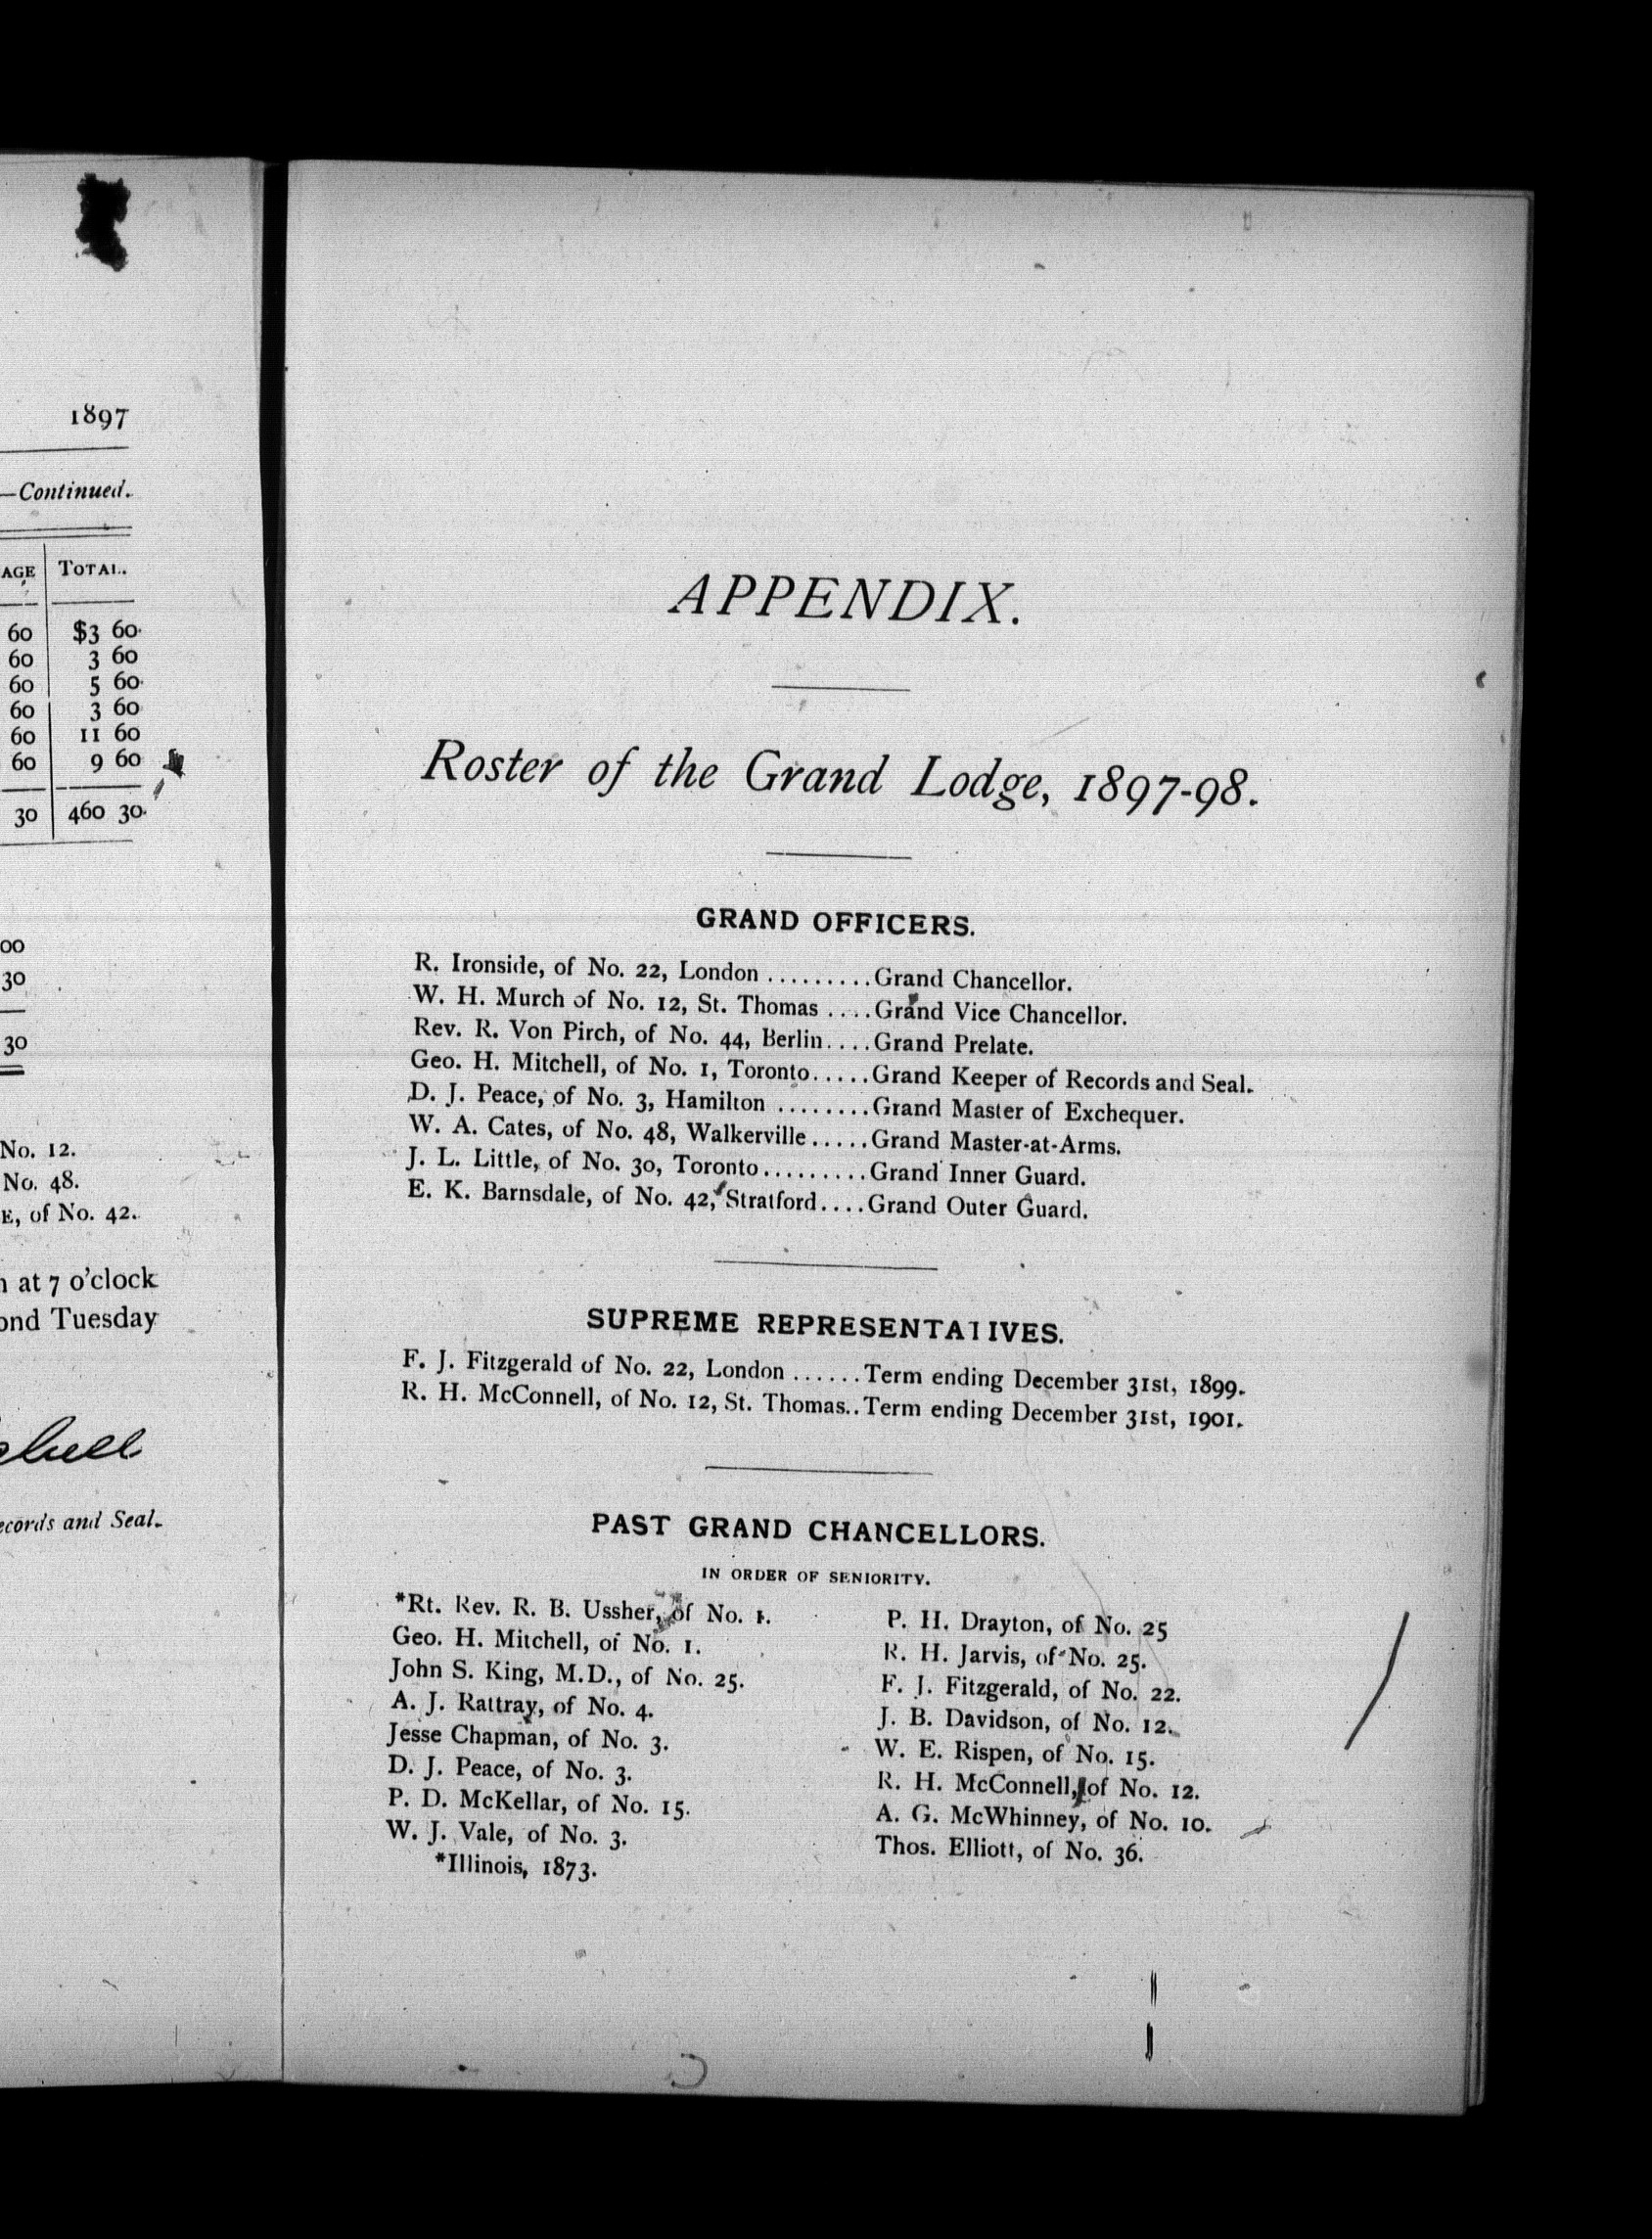 1897
—Continued.
AGE TOTAL.
60 $3 60
60 3 60
60 5 60
60 3 60
60 11 60
60 9 60
30 460 30
00
30
30
No. 12.
No. 48.
E, of No. 42.
at 7 o'clock
ond Tuesday
chell
ecords and Seal.
APPENDIX.
Roster of the Grand Lodge, 1897-98.
GRAND OFFICERS.
R. Ironside, of No. 22, London .........Grand Chancellor.
W. H. Murch of No. 12, St. Thomas ....Grand Vice Chancellor.
Rev. R. Von Pirch, of No. 44, Berlin....Grand Prelate.
Geo. H. Mitchell, of No. 1, Toronto.....Grand Keeper of Records and Seal.
D. J. Peace, of No. 3, Hamilton ........Grand Master of Exchequer.
W. A. Cates, of No. 48, Walkerville.....Grand Master-at-Arms.
J. L. Little, of No. 30, Toronto.........Grand Inner Guard.
E. K. Barnsdale, of No. 42, Stratford....Grand Outer Guard.
SUPREME REPRESENTATIVES.
F. J. Fitzgerald of No. 22, London ......Term ending December 31st, 1899.
R. H. McConnell, of No. 12, St. Thomas..Term ending December 31st, 1901.
PAST GRAND CHANCELLORS.
IN ORDER OF SENIORITY.
*Rt. Rev. R. B. Ussher, of No. 1.
Geo. H. Mitchell, of No. 1.
John S. King, M.D., of No. 25.
A. J. Rattray, of No. 4.
Jesse Chapman, of No. 3.
D. J. Peace, of No. 3.
P. D. McKellar, of No. 15.
W. J. Vale, of No. 3.
*Illinois, 1873.
P. H. Drayton, of No. 25
R. H. Jarvis, of No. 25.
F. J. Fitzgerald, of No. 22.
J. B. Davidson, of No. 12.
W. E. Rispen, of No. 15.
R. H. McConnell, of No. 12.
A. G. McWhinney, of No. 10.
Thos. Elliott, of No. 36.